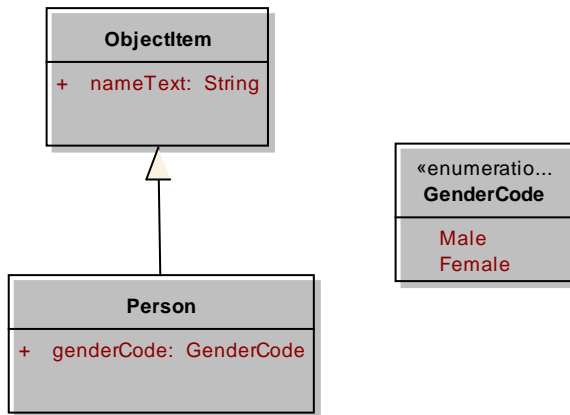 ObjectItem
+ nameText: String
«enumeratio...
GenderCode
Male
Female
Person
+ genderCode: GenderCode